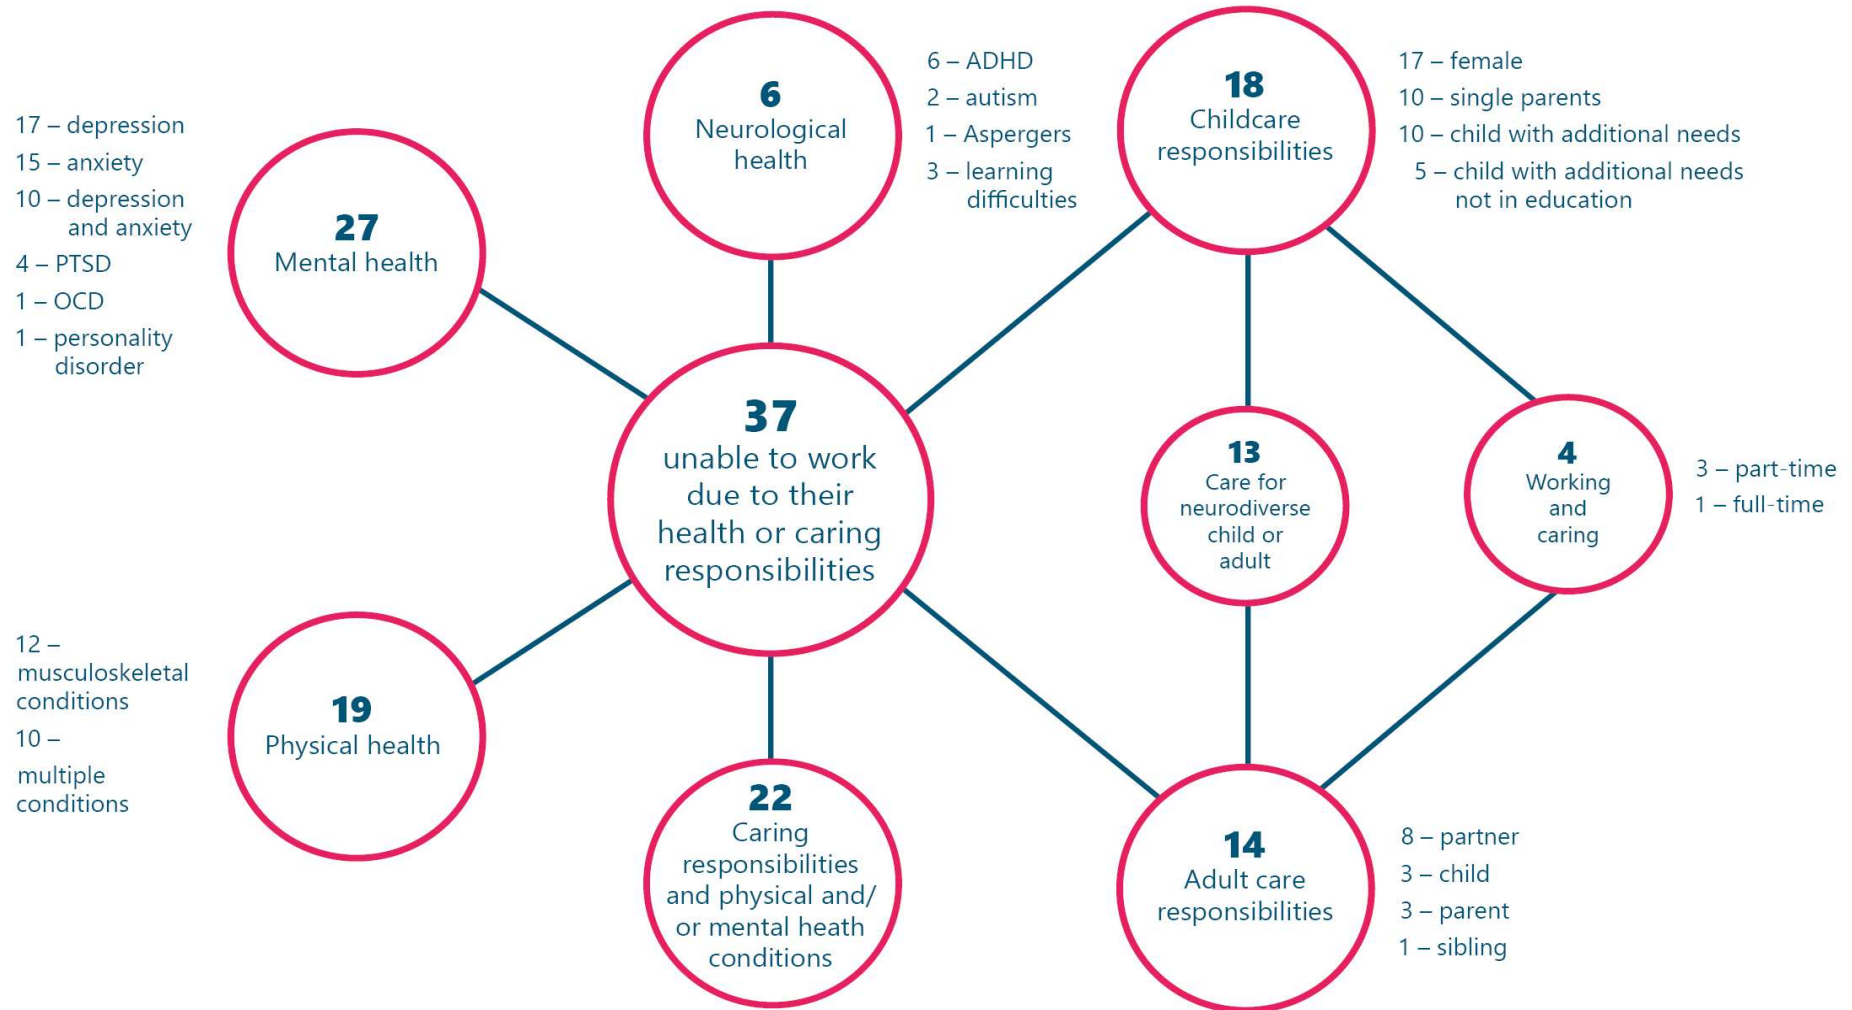 17 – depression
15 – anxiety
10 – depression
and anxiety
4 – PTSD
1 – OCD
1 – personality
disorder
27
Mental health
6
Neurological
health
6 – ADHD
2 – autism
1 – Aspergers
3 – learning
difficulties
18
Childcare
responsibilities
17 – female
10 – single parents
10 – child with additional needs
5 – child with additional needs
not in education
37
unable to work
due to their
health or caring
responsibilities
13
Care for
neurodiverse
child or
adult
4
Working
and
caring
3 – part-time
1 – full-time
12 –
musculoskeletal
conditions
10 –
multiple
conditions
19
Physical health
22
Caring
responsibilities
and physical and/
or mental heath
conditions
14
Adult care
responsibilities
8 – partner
3 – child
3 – parent
1 – sibling